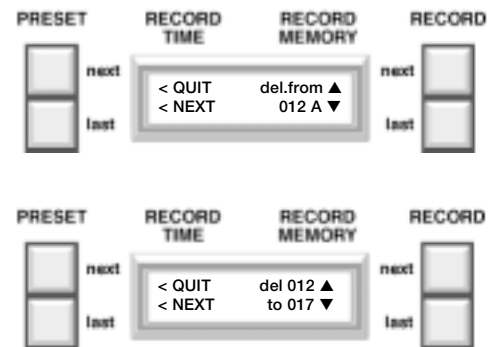 PRESET RECORD TIME RECORD MEMORY RECORD
next next
< QUIT del.from ▲
< NEXT 012 A ▼
last last
PRESET RECORD TIME RECORD MEMORY RECORD
next next
< QUIT del 012 ▲
< NEXT to 017 ▼
last last